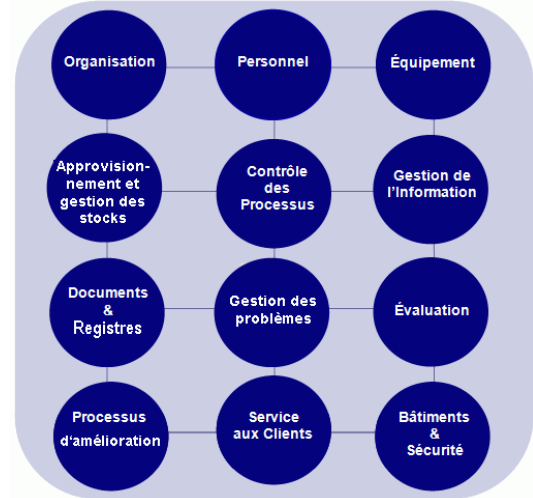 Organisation
Personnel
Équipement
Approvision-
nement et
gestion des
stocks
Contrôle
des
Processus
Gestion de
l'Information
Documents
&
Registres
Gestion des
problèmes
Évaluation
Processus
d'amélioration
Service
aux Clients
Bâtiments
&
Sécurité